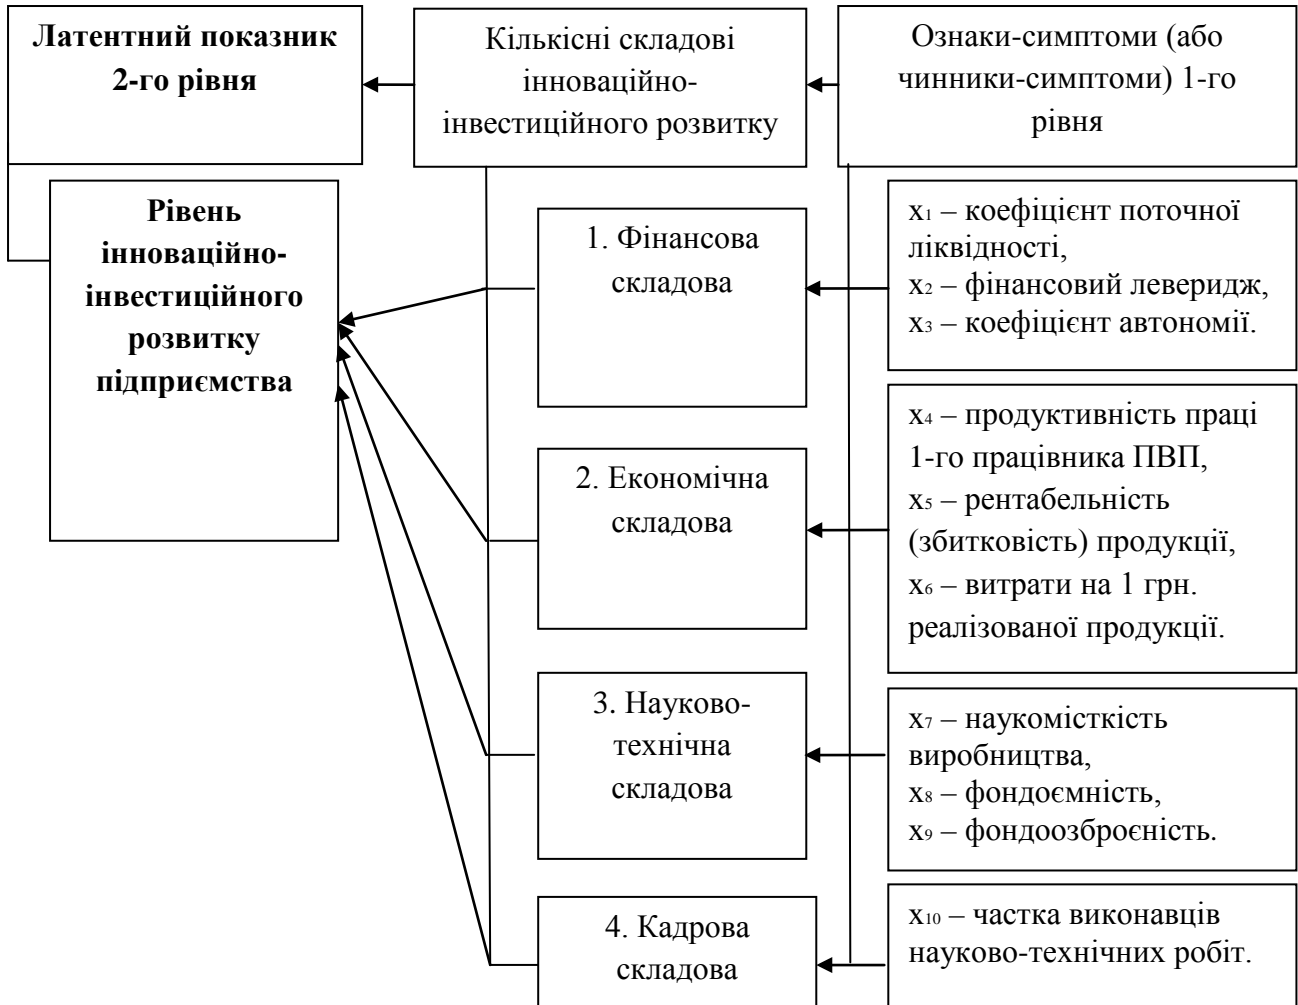 Латентний показник
2-го рівня
Кількісні складові
інноваційно-
інвестиційного розвитку
Ознаки-симптоми (або
чинники-симптоми) 1-го
рівня
Рівень
інноваційно-
інвестиційного
розвитку
підприємства
1. Фінансова
складова
x₁ – коефіцієнт поточної
ліквідності,
x₂ – фінансовий леверидж,
x₃ – коефіцієнт автономії.
2. Економічна
складова
x₄ – продуктивність праці
1-го працівника ПВП,
x₅ – рентабельність
(збитковість) продукції,
x₆ – витрати на 1 грн.
реалізованої продукції.
3. Науково-
технічна
складова
x₇ – наукомісткість
виробництва,
x₈ – фондоємність,
x₉ – фондоозброєність.
4. Кадрова
складова
x₁₀ – частка виконавців
науково-технічних робіт.